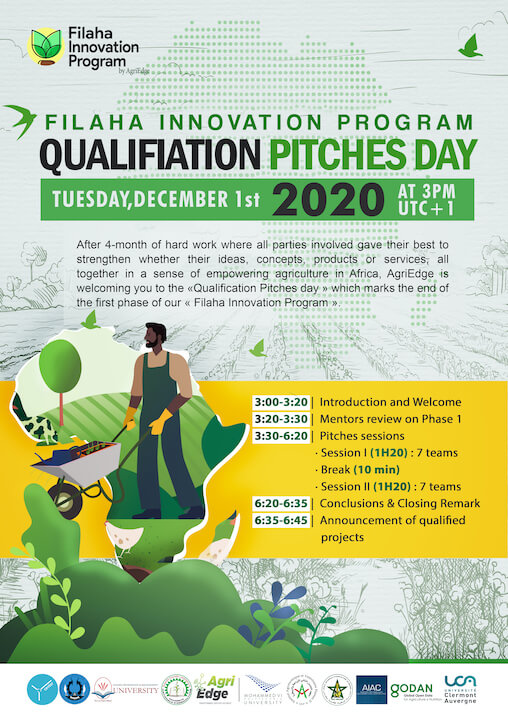 Filaha
Innovation
Program
by AgriEdge
FILAHA INNOVATION PROGRAM
QUALIFIATION PITCHES DAY
TUESDAY,DECEMBER 1st 2020 AT 3PM
UTC+1
After 4-month of hard work where all parties involved gave their best to
strengthen whether their ideas, concepts, products or services, all
together in a sense of empowering agriculture in Africa, AgriEdge is
welcoming you to the «Qualification Pitches day » which marks the end of
the first phase of our « Filaha Innovation Program ».
3:00-3:20 | Introduction and Welcome
3:20-3:30 | Mentors review on Phase 1
3:30-6:20 | Pitches sessions
· Session I (1H20) : 7 teams
· Break (10 min)
· Session II (1H20) : 7 teams
6:20-6:35 | Conclusions & Closing Remark
6:35-6:45 | Announcement of qualified
projects
UNIVERSITY
Agri
Edge
MOHAMMED VI
UNIVERSITY
AIAC
GODAN
UCA
UNIVERSITÉ
Clermont
Auvergne